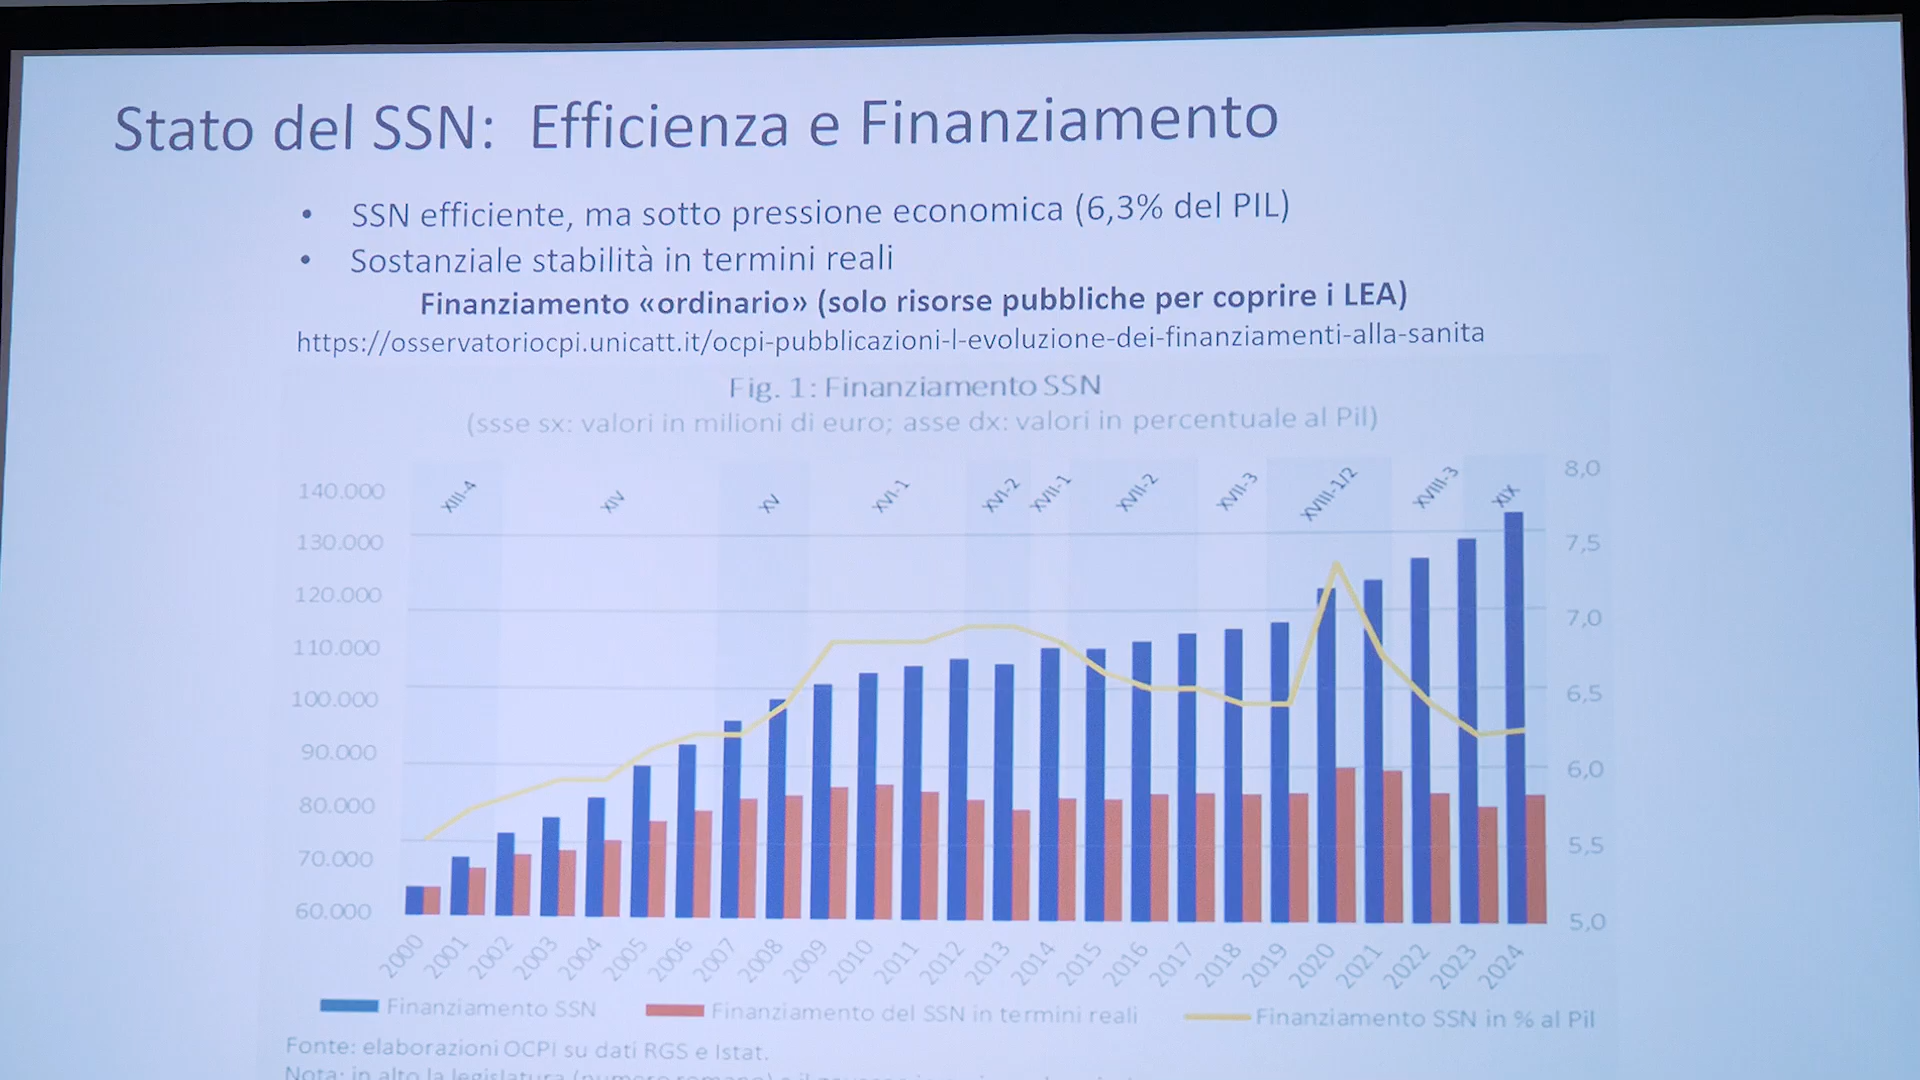 Stato del SSN: Efficienza e Finanziamento
• SSN efficiente, ma sotto pressione economica (6,3% del PIL)
• Sostanziale stabilità in termini reali
Finanziamento «ordinario» (solo risorse pubbliche per coprire i LEA)
https://osservatoriocpi.unicatt.it/ocpi-pubblicazioni-l-evoluzione-dei-finanziamenti-alla-sanita
Fig. 1: Finanziamento SSN
(ssse sx: valori in milioni di euro; asse dx: valori in percentuale al Pil)
XIII-4 XIV XV XVI-1 XVI-2 XVII-1 XVII-2 XVII-3 XVIII-1/2 XVIII-3 XIX
140.000
130.000
120.000
110.000
100.000
90.000
80.000
70.000
60.000
8,0
7,5
7,0
6,5
6,0
5,5
5,0
2000 2001 2002 2003 2004 2005 2006 2007 2008 2009 2010 2011 2012 2013 2014 2015 2016 2017 2018 2019 2020 2021 2022 2023 2024
Finanziamento SSN Finanziamento del SSN in termini reali Finanziamento SSN in % al Pil
Fonte: elaborazioni OCPI su dati RGS e Istat.
Nota: in alto la legislatura (numero romano)